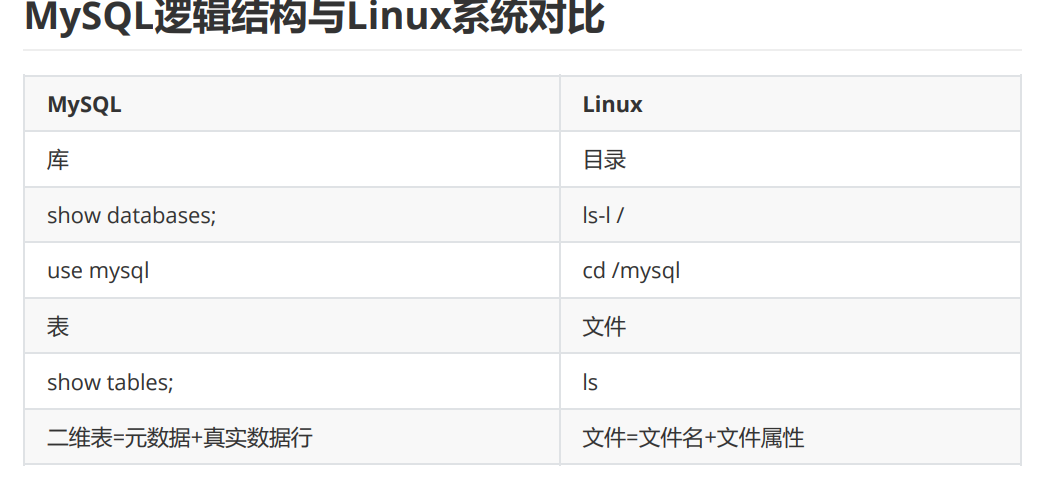 MySQL逻辑结构与Linux系统对比
MySQL Linux
库 目录
show databases; ls-l /
use mysql cd /mysql
表 文件
show tables; ls
二维表=元数据+真实数据行 文件=文件名+文件属性